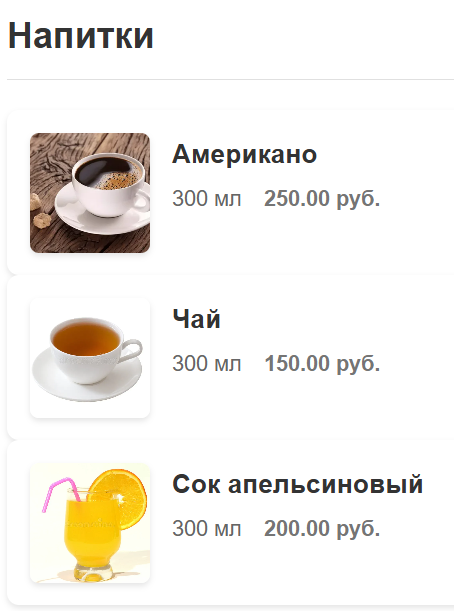 Напитки
Американо
300 мл 250.00 руб.
Чай
300 мл 150.00 руб.
Сок апельсиновый
300 мл 200.00 руб.